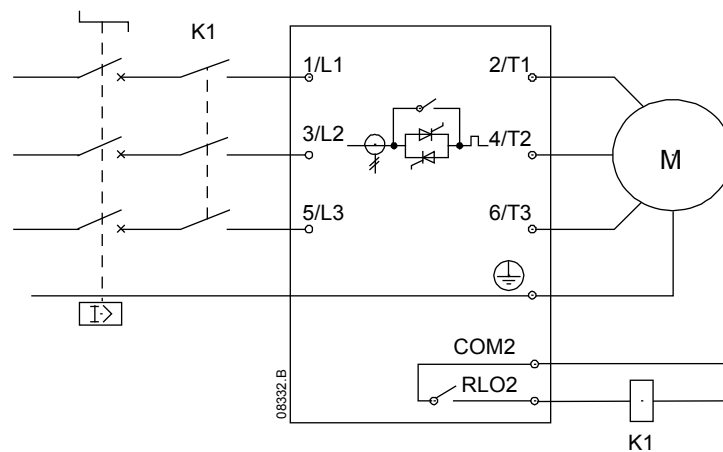 K1
1/L1
2/T1
3/L2
4/T2
M
5/L3
6/T3
I>
COM2
RLO2
08332.B
K1